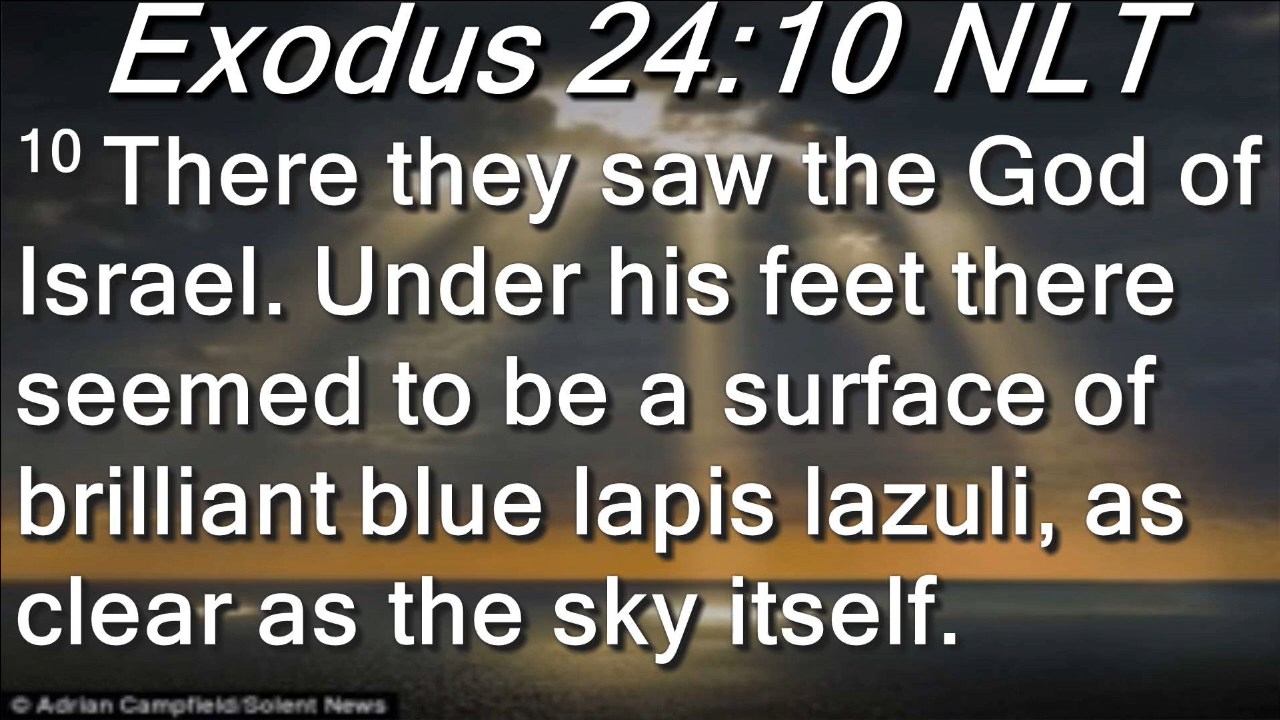 Exodus 24:10 NLT
10 There they saw the God of
Israel. Under his feet there
seemed to be a surface of
brilliant blue lapis lazuli, as
clear as the sky itself.
© Adrian Campfield/Solent News